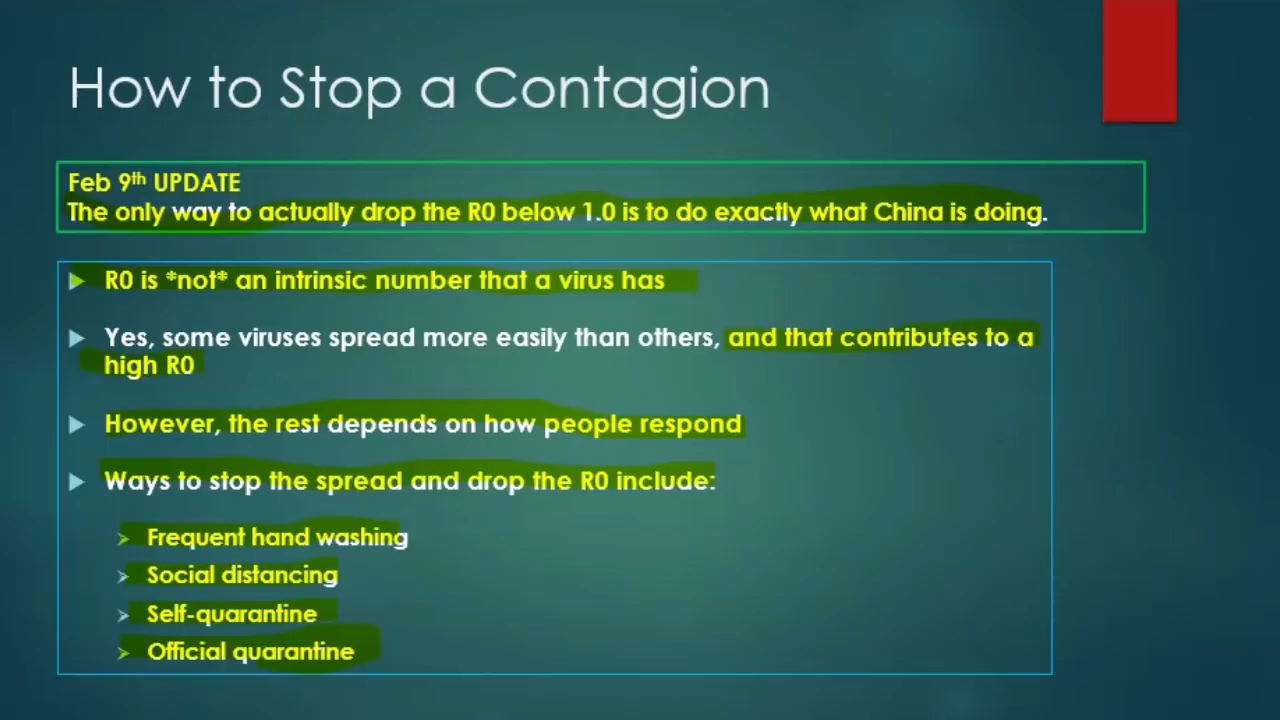 How to Stop a Contagion
Feb 9th UPDATE
The only way to actually drop the R0 below 1.0 is to do exactly what China is doing.
R0 is *not* an intrinsic number that a virus has
Yes, some viruses spread more easily than others, and that contributes to a
high R0
However, the rest depends on how people respond
Ways to stop the spread and drop the R0 include:
Frequent hand washing
Social distancing
Self-quarantine
Official quarantine